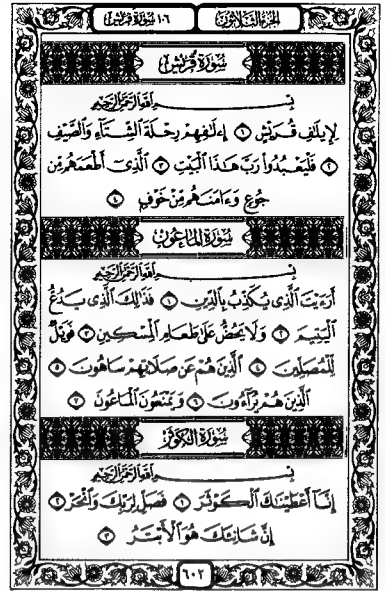 الجزء الثلاثون ١٠٦ سورة قريش
سورة قريش
بسم الله الرحمن الرحيم
لِإِيلَٰفِ قُرَيْشٍ ١ إِۦلَٰفِهِمْ رِحْلَةَ ٱلشِّتَآءِ وَٱلصَّيْفِ
٢ فَلْيَعْبُدُوا۟ رَبَّ هَٰذَا ٱلْبَيْتِ ٣ ٱلَّذِىٓ أَطْعَمَهُم مِّن
جُوعٍ وَءَامَنَهُم مِّنْ خَوْفٍۭ ٤
سورة الماعون
بسم الله الرحمن الرحيم
أَرَءَيْتَ ٱلَّذِى يُكَذِّبُ بِٱلدِّينِ ١ فَذَٰلِكَ ٱلَّذِى يَدُعُّ
ٱلْيَتِيمَ ٢ وَلَا يَحُضُّ عَلَىٰ طَعَامِ ٱلْمِسْكِينِ ٣ فَوَيْلٌ
لِّلْمُصَلِّينَ ٤ ٱلَّذِينَ هُمْ عَن صَلَاتِهِمْ سَاهُونَ ٥
ٱلَّذِينَ هُمْ يُرَآءُونَ ٦ وَيَمْنَعُونَ ٱلْمَاعُونَ ٧
سورة الكوثر
بسم الله الرحمن الرحيم
إِنَّآ أَعْطَيْنَٰكَ ٱلْكَوْثَرَ ١ فَصَلِّ لِرَبِّكَ وَٱنْحَرْ ٢
إِنَّ شَانِئَكَ هُوَ ٱلْأَبْتَرُ ٣
٦٠٢